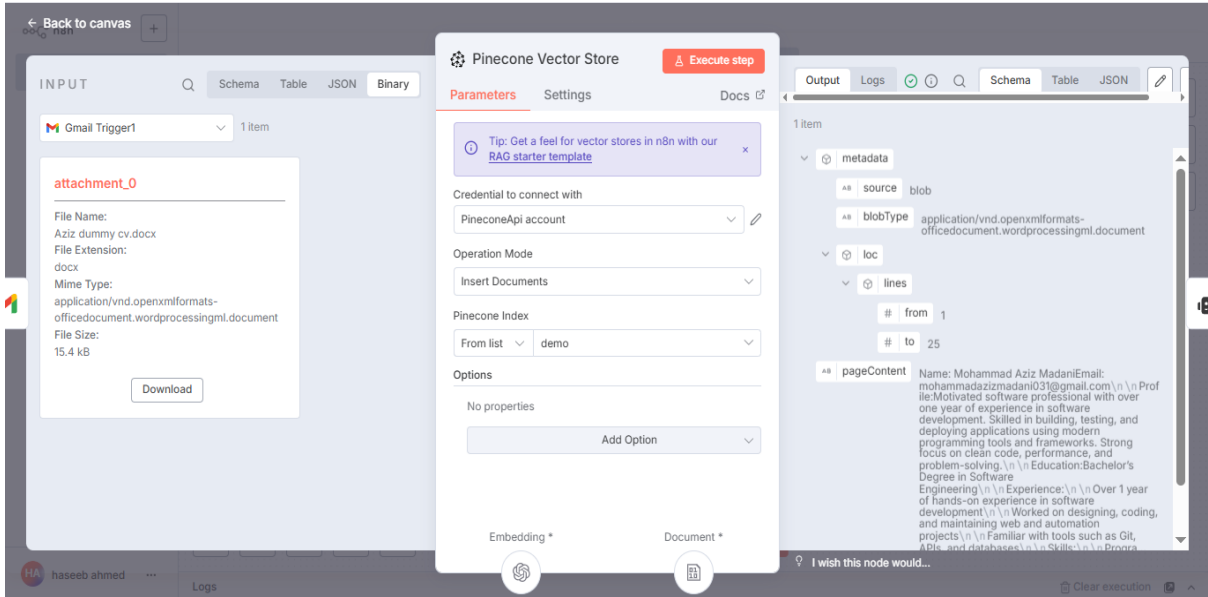 ← Back to canvas
n8n
+
INPUT
Schema Table JSON Binary
Gmail Trigger1
1 item
attachment_0
File Name:
Aziz dummy cv.docx
File Extension:
docx
Mime Type:
application/vnd.openxmlformats-
officedocument.wordprocessingml.document
File Size:
15.4 kB
Download
haseeb ahmed ...
HA
Pinecone Vector Store
Execute step
Parameters Settings Docs
Tip: Get a feel for vector stores in n8n with our
RAG starter template
×
Credential to connect with
PineconeApi account
Operation Mode
Insert Documents
Pinecone Index
From list demo
Options
No properties
Add Option
Embedding *
Document *
Output Logs Schema Table JSON
1 item
metadata
AB source blob
AB blobType application/vnd.openxmlformats-
officedocument.wordprocessingml.document
loc
lines
# from 1
# to 25
AB pageContent Name: Mohammad Aziz MadaniEmail:
mohammadazizmadani031@gmail.com\n\nProf
ile:Motivated software professional with over
one year of experience in software
development. Skilled in building, testing, and
deploying applications using modern
programming tools and frameworks. Strong
focus on clean code, performance, and
problem-solving.\n\nEducation:Bachelor's
Degree in Software
Engineering\n\nExperience:\n\nOver 1 year
of hands-on experience in software
development\n\nWorked on designing, coding,
and maintaining web and automation
projects\n\nFamiliar with tools such as Git,
APIs, and databases\n\nSkills:\n\nProgra
I wish this node would...
Logs
Clear execution